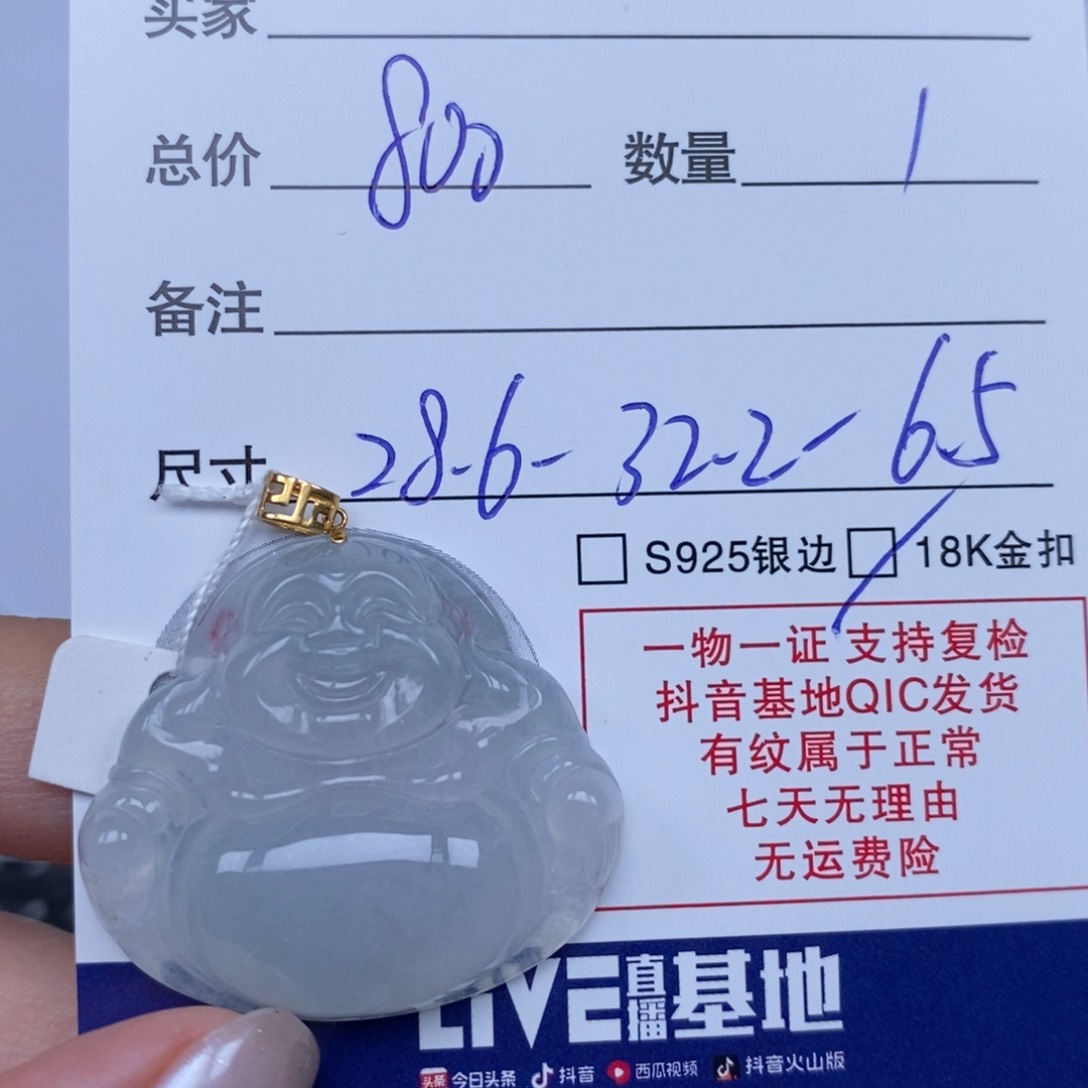 买家
总价 800 数量 1
备注
尺寸 28.6-32.2-6.5
S925银边 18K金扣
一物一证 支持复检
抖音基地QIC发货
有纹属于正常
七天无理由
无运费险
LIVE直播基地
头条 今日头条 抖音 西瓜视频 抖音火山版